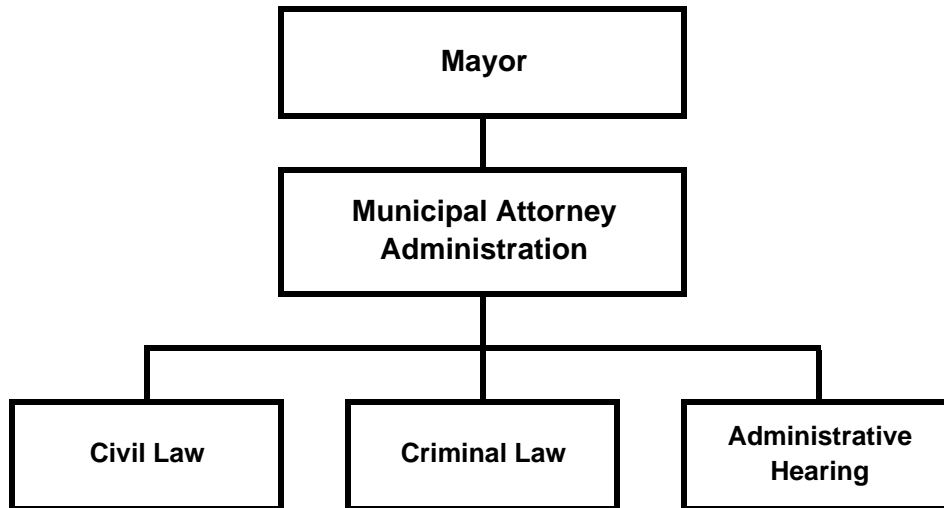 Mayor
Municipal Attorney
Administration
Civil Law
Criminal Law
Administrative
Hearing